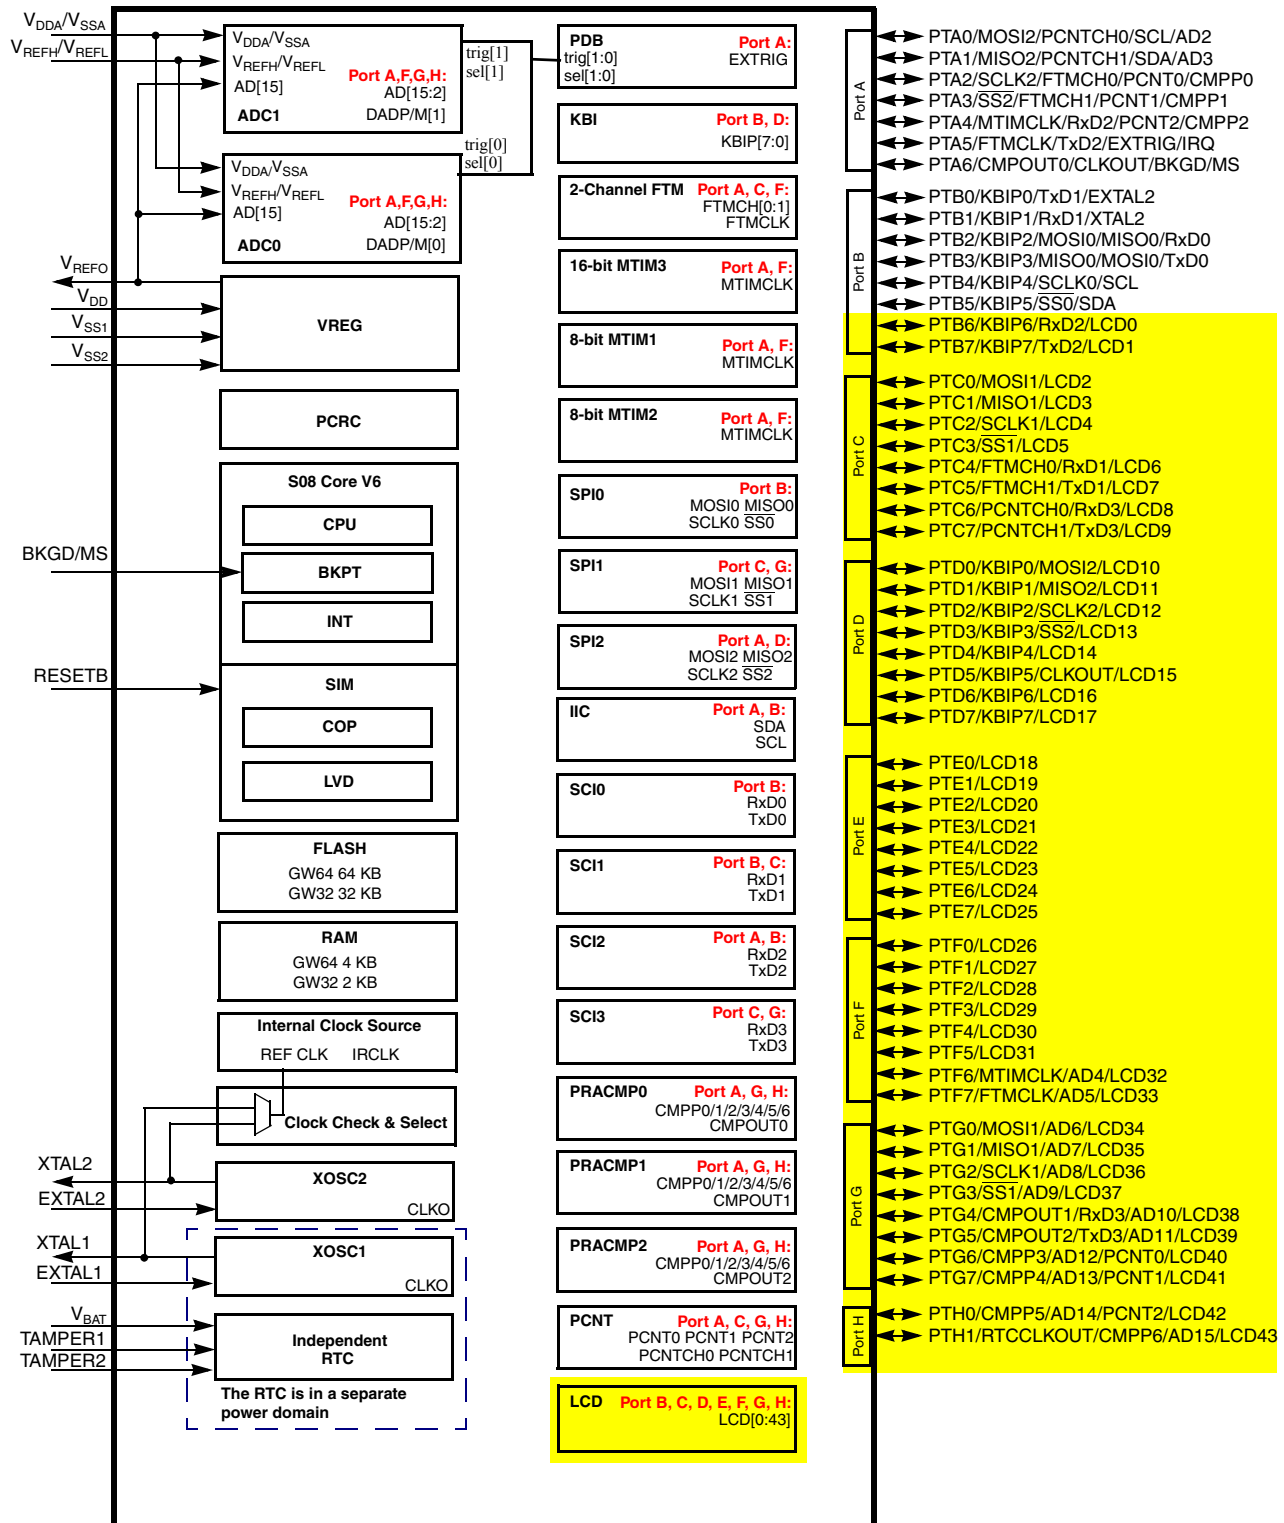 VDDA/VSSA
VREFH/VREFL
VDDA/VSSA
VREFH/VREFL
AD[15]
Port A,F,G,H:
AD[15:2]
DADP/M[1]
ADC1
trig[1]
sel[1]
trig[0]
sel[0]
VDDA/VSSA
VREFH/VREFL
AD[15]
Port A,F,G,H:
AD[15:2]
DADP/M[0]
ADC0
VREFO
VDD
VSS1
VSS2
VREG
PCRC
S08 Core V6
CPU
BKGD/MS
BKPT
INT
RESETB
SIM
COP
LVD
FLASH
GW64 64 KB
GW32 32 KB
RAM
GW64 4 KB
GW32 2 KB
Internal Clock Source
REF CLK IRCLK
Clock Check & Select
XTAL2
EXTAL2
XOSC2
CLKO
XTAL1
EXTAL1
XOSC1
CLKO
VBAT
TAMPER1
TAMPER2
Independent
RTC
The RTC is in a separate
power domain
PDB Port A:
trig[1:0] EXTRIG
sel[1:0]
KBI Port B, D:
KBIP[7:0]
2-Channel FTM Port A, C, F:
FTMCH[0:1]
FTMCLK
16-bit MTIM3 Port A, F:
MTIMCLK
8-bit MTIM1 Port A, F:
MTIMCLK
8-bit MTIM2 Port A, F:
MTIMCLK
SPI0 Port B:
MOSI0 MISO0
SCLK0 SS0
SPI1 Port C, G:
MOSI1 MISO1
SCLK1 SS1
SPI2 Port A, D:
MOSI2 MISO2
SCLK2 SS2
IIC Port A, B:
SDA
SCL
SCI0 Port B:
RxD0
TxD0
SCI1 Port B, C:
RxD1
TxD1
SCI2 Port A, B:
RxD2
TxD2
SCI3 Port C, G:
RxD3
TxD3
PRACMP0 Port A, G, H:
CMPP0/1/2/3/4/5/6
CMPOUT0
PRACMP1 Port A, G, H:
CMPP0/1/2/3/4/5/6
CMPOUT1
PRACMP2 Port A, G, H:
CMPP0/1/2/3/4/5/6
CMPOUT2
PCNT Port A, C, G, H:
PCNT0 PCNT1 PCNT2
PCNTCH0 PCNTCH1
LCD Port B, C, D, E, F, G, H:
LCD[0:43]
Port A
PTA0/MOSI2/PCNTCH0/SCL/AD2
PTA1/MISO2/PCNTCH1/SDA/AD3
PTA2/SCLK2/FTMCH0/PCNT0/CMPP0
PTA3/SS2/FTMCH1/PCNT1/CMPP1
PTA4/MTIMCLK/RxD2/PCNT2/CMPP2
PTA5/FTMCLK/TxD2/EXTRIG/IRQ
PTA6/CMPOUT0/CLKOUT/BKGD/MS
Port B
PTB0/KBIP0/TxD1/EXTAL2
PTB1/KBIP1/RxD1/XTAL2
PTB2/KBIP2/MOSI0/MISO0/RxD0
PTB3/KBIP3/MISO0/MOSI0/TxD0
PTB4/KBIP4/SCLK0/SCL
PTB5/KBIP5/SS0/SDA
PTB6/KBIP6/RxD2/LCD0
PTB7/KBIP7/TxD2/LCD1
Port C
PTC0/MOSI1/LCD2
PTC1/MISO1/LCD3
PTC2/SCLK1/LCD4
PTC3/SS1/LCD5
PTC4/FTMCH0/RxD1/LCD6
PTC5/FTMCH1/TxD1/LCD7
PTC6/PCNTCH0/RxD3/LCD8
PTC7/PCNTCH1/TxD3/LCD9
Port D
PTD0/KBIP0/MOSI2/LCD10
PTD1/KBIP1/MISO2/LCD11
PTD2/KBIP2/SCLK2/LCD12
PTD3/KBIP3/SS2/LCD13
PTD4/KBIP4/LCD14
PTD5/KBIP5/CLKOUT/LCD15
PTD6/KBIP6/LCD16
PTD7/KBIP7/LCD17
Port E
PTE0/LCD18
PTE1/LCD19
PTE2/LCD20
PTE3/LCD21
PTE4/LCD22
PTE5/LCD23
PTE6/LCD24
PTE7/LCD25
Port F
PTF0/LCD26
PTF1/LCD27
PTF2/LCD28
PTF3/LCD29
PTF4/LCD30
PTF5/LCD31
PTF6/MTIMCLK/AD4/LCD32
PTF7/FTMCLK/AD5/LCD33
Port G
PTG0/MOSI1/AD6/LCD34
PTG1/MISO1/AD7/LCD35
PTG2/SCLK1/AD8/LCD36
PTG3/SS1/AD9/LCD37
PTG4/CMPOUT1/RxD3/AD10/LCD38
PTG5/CMPOUT2/TxD3/AD11/LCD39
PTG6/CMPP3/AD12/PCNT0/LCD40
PTG7/CMPP4/AD13/PCNT1/LCD41
Port H
PTH0/CMPP5/AD14/PCNT2/LCD42
PTH1/RTCCLKOUT/CMPP6/AD15/LCD43